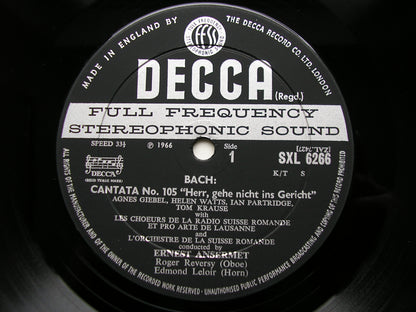 MADE IN ENGLAND BY
THE DECCA RECORD CO. LTD. LONDON
FULL FREQUENCY
FFSS
DECCA
(Regd.)
FULL FREQUENCY
STEREOPHONIC SOUND
SPEED 33⅓
℗ 1966
Side
1
SXL 6266
K/T S
DECCA
BACH:
CANTATA No. 105 "Herr, gehe nicht ins Gericht"
AGNES GIEBEL, HELEN WATTS, IAN PARTRIDGE,
TOM KRAUSE
with
LES CHOEURS DE LA RADIO SUISSE ROMANDE
ET PRO ARTE DE LAUSANNE
and
L'ORCHESTRE DE LA SUISSE ROMANDE
conducted by
ERNEST ANSERMET
Roger Reversy (Oboe)
Edmond Leloir (Horn)
ALL RIGHTS OF THE MANUFACTURER AND OF THE OWNER OF THE RECORDED WORK RESERVED · UNAUTHORISED PUBLIC PERFORMANCE BROADCASTING AND COPYING OF THIS RECORD PROHIBITED